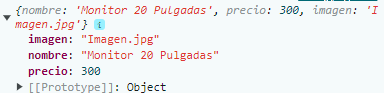 {nombre: 'Monitor 20 Pulgadas', precio: 300, imagen: 'I
magen.jpg'} i
imagen: "Imagen.jpg"
nombre: "Monitor 20 Pulgadas"
precio: 300
[[Prototype]]: Object